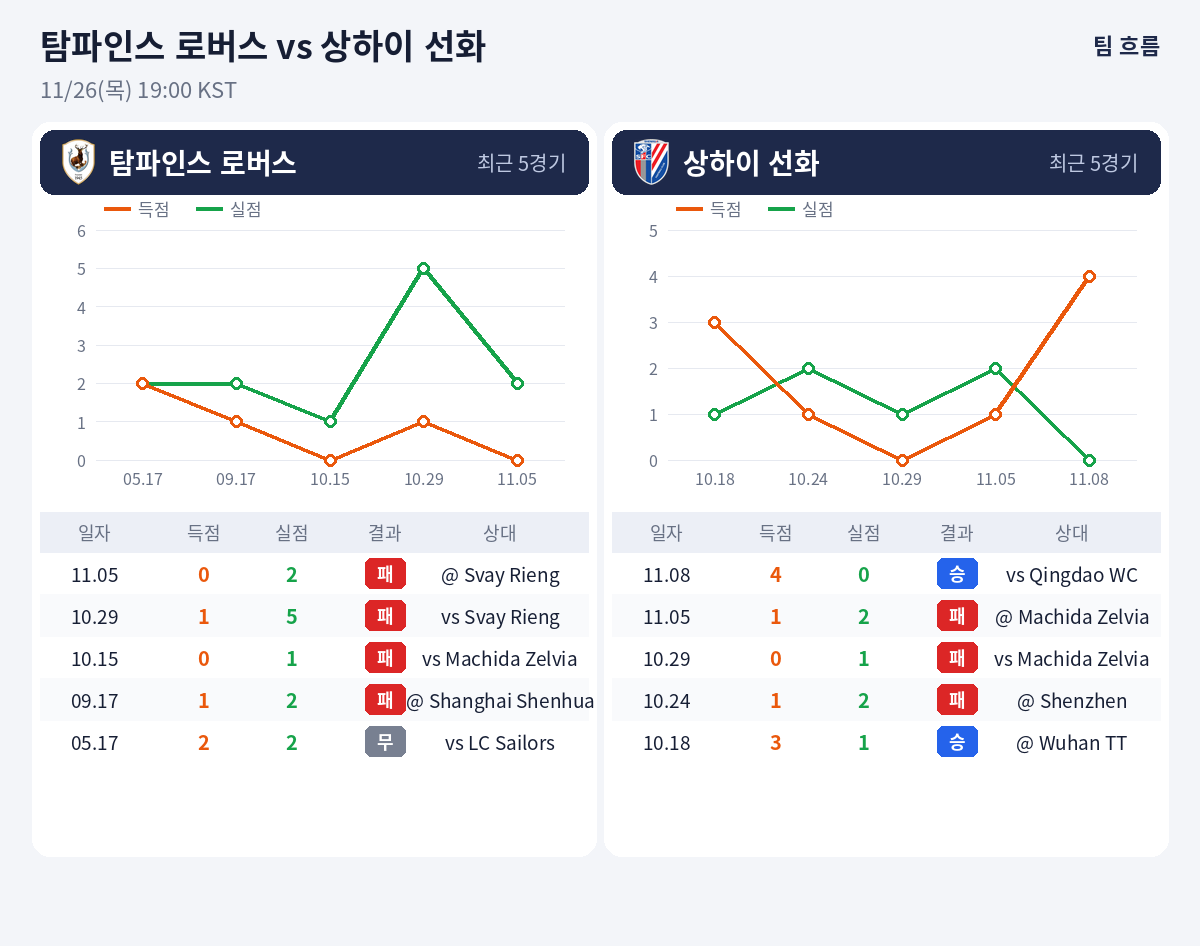 탐파인스 로버스 vs 상하이 선화
팀 흐름
11/26(목) 19:00 KST
탐파인스 로버스
최근 5경기
득점 실점
6
5
4
3
2
1
0
05.17 09.17 10.15 10.29 11.05
일자 득점 실점 결과 상대
11.05 0 2 패 @ Svay Rieng
10.29 1 5 패 vs Svay Rieng
10.15 0 1 패 vs Machida Zelvia
09.17 1 2 패 @ Shanghai Shenhua
05.17 2 2 무 vs LC Sailors
상하이 선화
최근 5경기
득점 실점
5
4
3
2
1
0
10.18 10.24 10.29 11.05 11.08
일자 득점 실점 결과 상대
11.08 4 0 승 vs Qingdao WC
11.05 1 2 패 @ Machida Zelvia
10.29 0 1 패 vs Machida Zelvia
10.24 1 2 패 @ Shenzhen
10.18 3 1 승 @ Wuhan TT